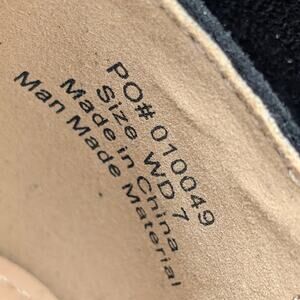 PO# 010049
Size WD 7
Made in China
Man Made Material